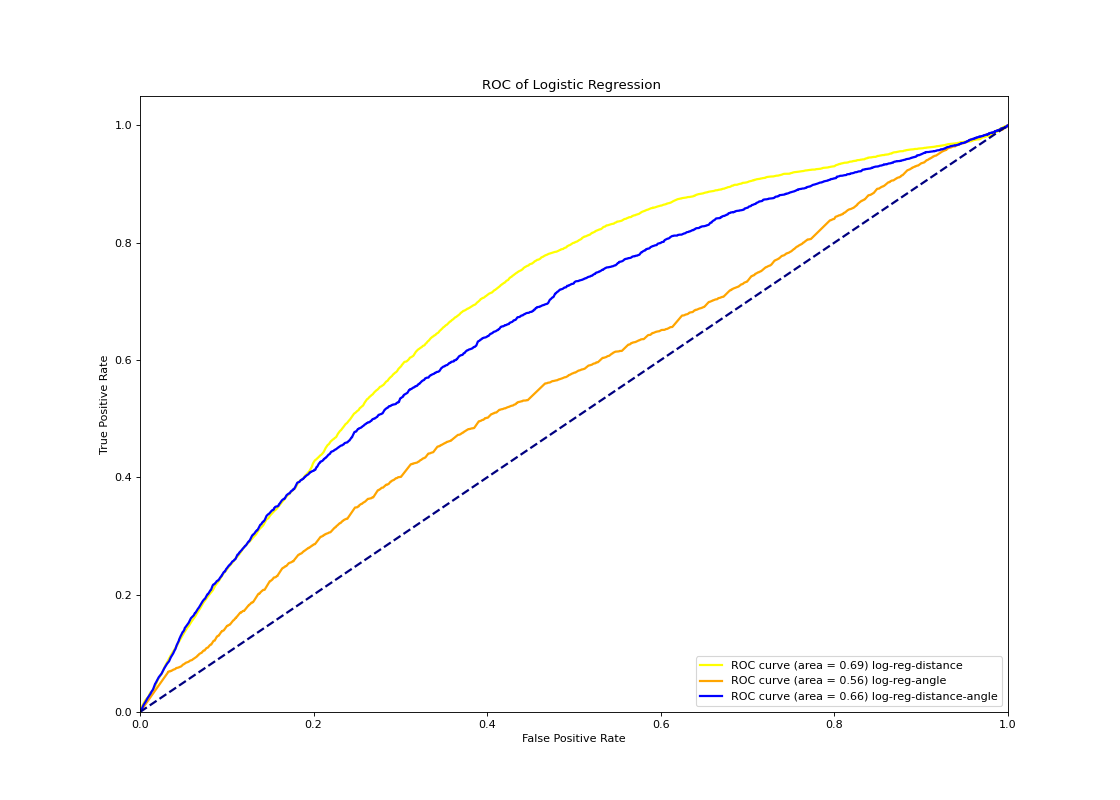 ROC of Logistic Regression
True Positive Rate
1.0
0.8
0.6
0.4
0.2
0.0
0.0 0.2 0.4 0.6 0.8 1.0
False Positive Rate
ROC curve (area = 0.69) log-reg-distance
ROC curve (area = 0.56) log-reg-angle
ROC curve (area = 0.66) log-reg-distance-angle